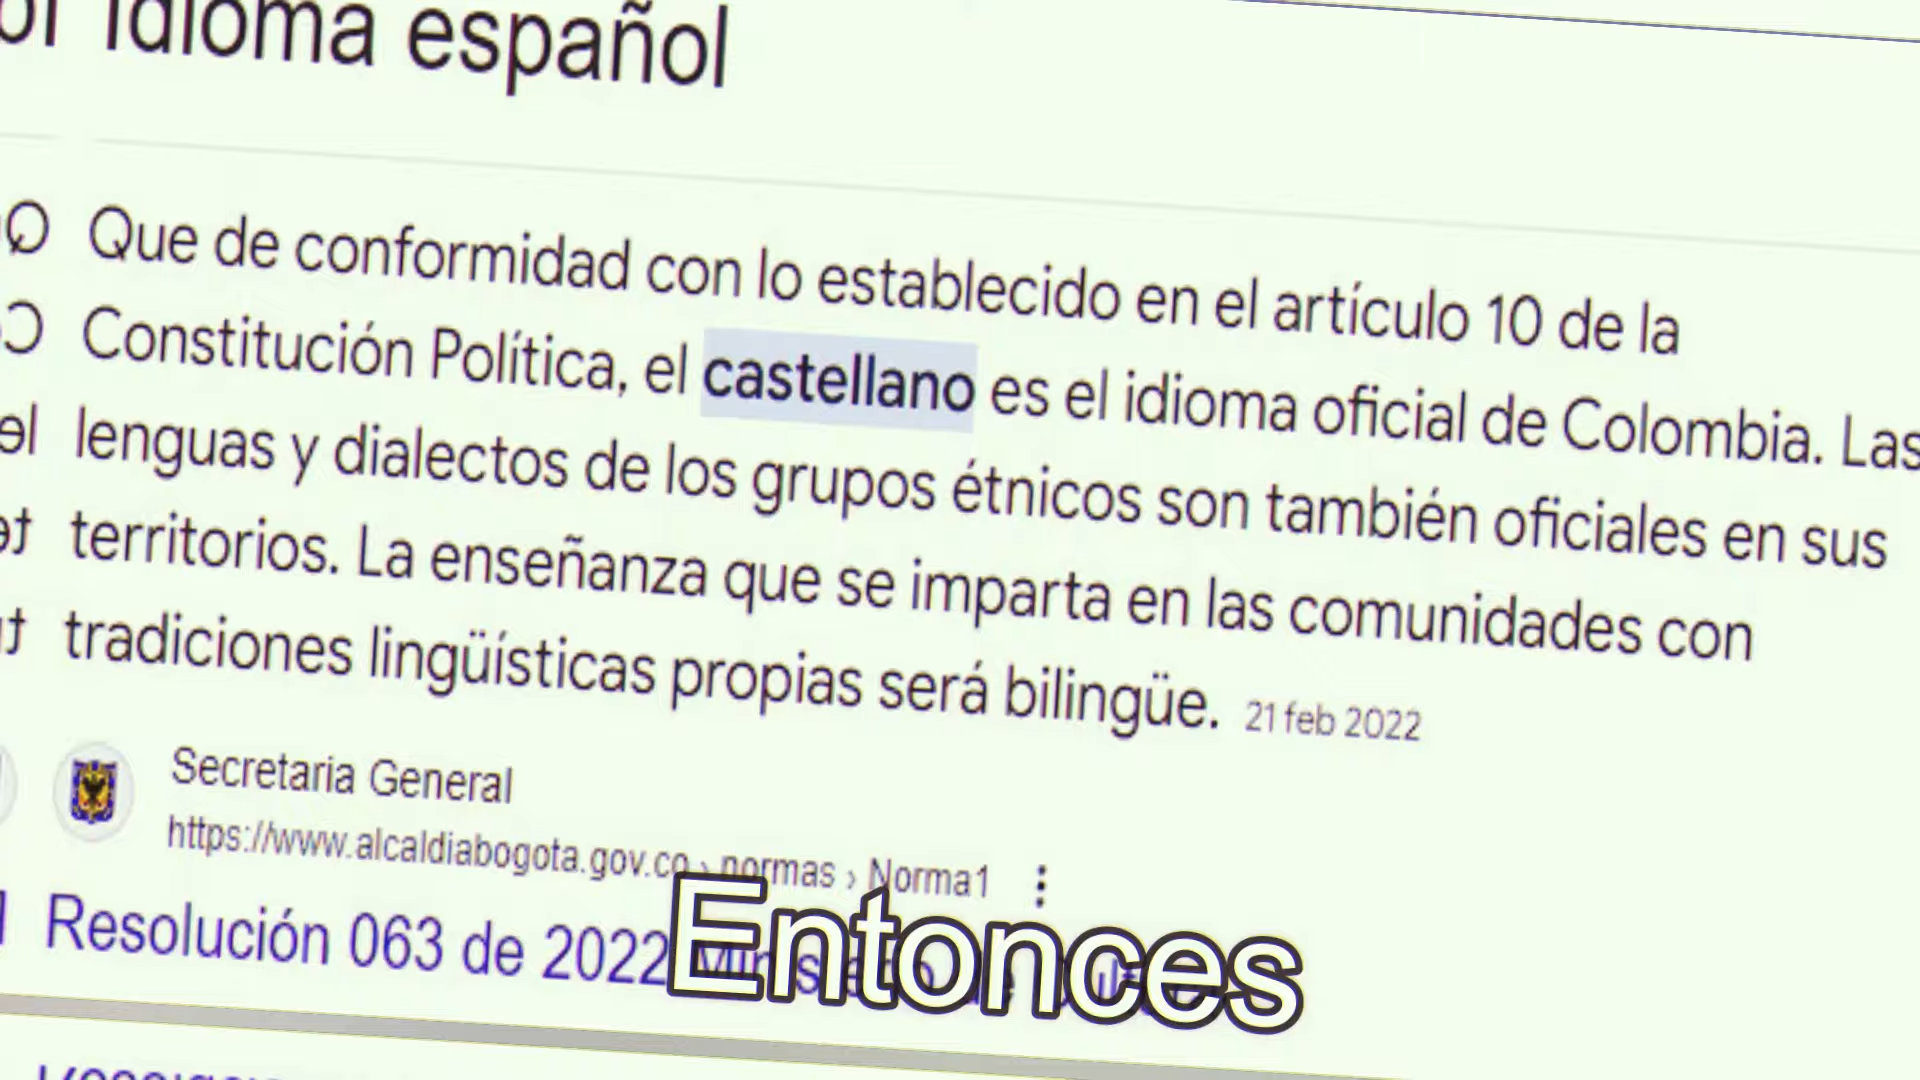 idioma español
Que de conformidad con lo establecido en el artículo 10 de la
Constitución Política, el castellano es el idioma oficial de Colombia. Las
lenguas y dialectos de los grupos étnicos son también oficiales en sus
territorios. La enseñanza que se imparta en las comunidades con
tradiciones lingüísticas propias será bilingüe. 21 feb 2022
Secretaria General
https://www.alcaldiabogota.gov.co › normas › Norma1
Resolución 063 de 2022
Entonces